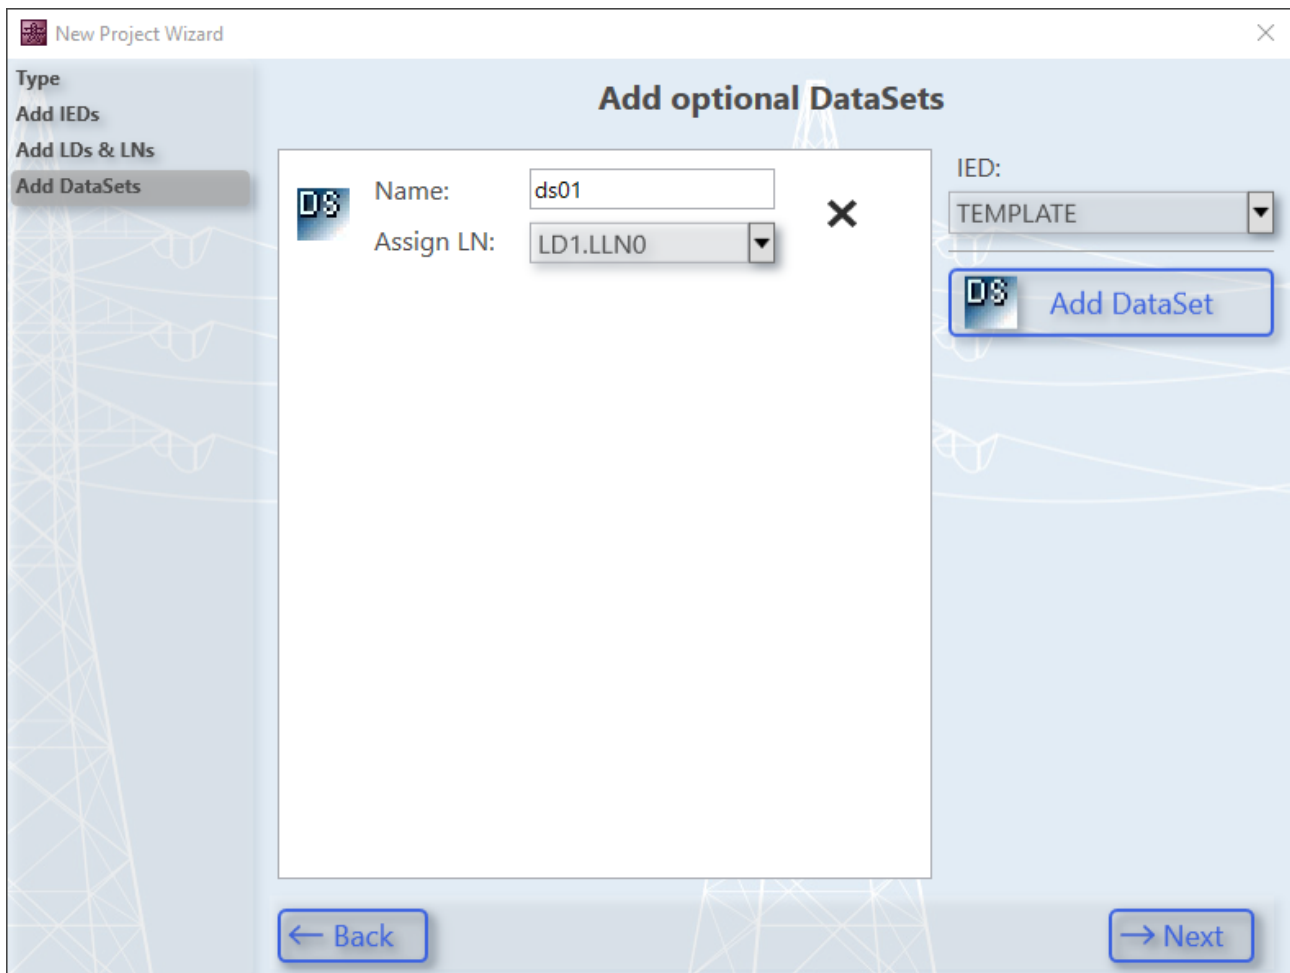 New Project Wizard
Type
Add IEDs
Add LDs & LNs
Add DataSets
Add optional DataSets
DS
Name:
ds01
Assign LN:
LD1.LLN0
IED:
TEMPLATE
DS
Add DataSet
Back
Next